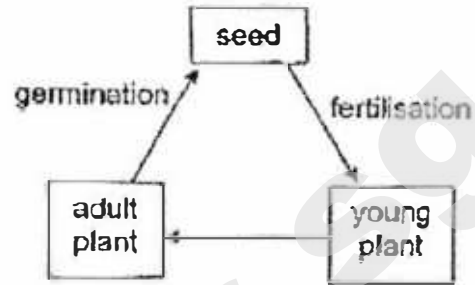 seed
germination
fertilisation
adult
plant
young
plant